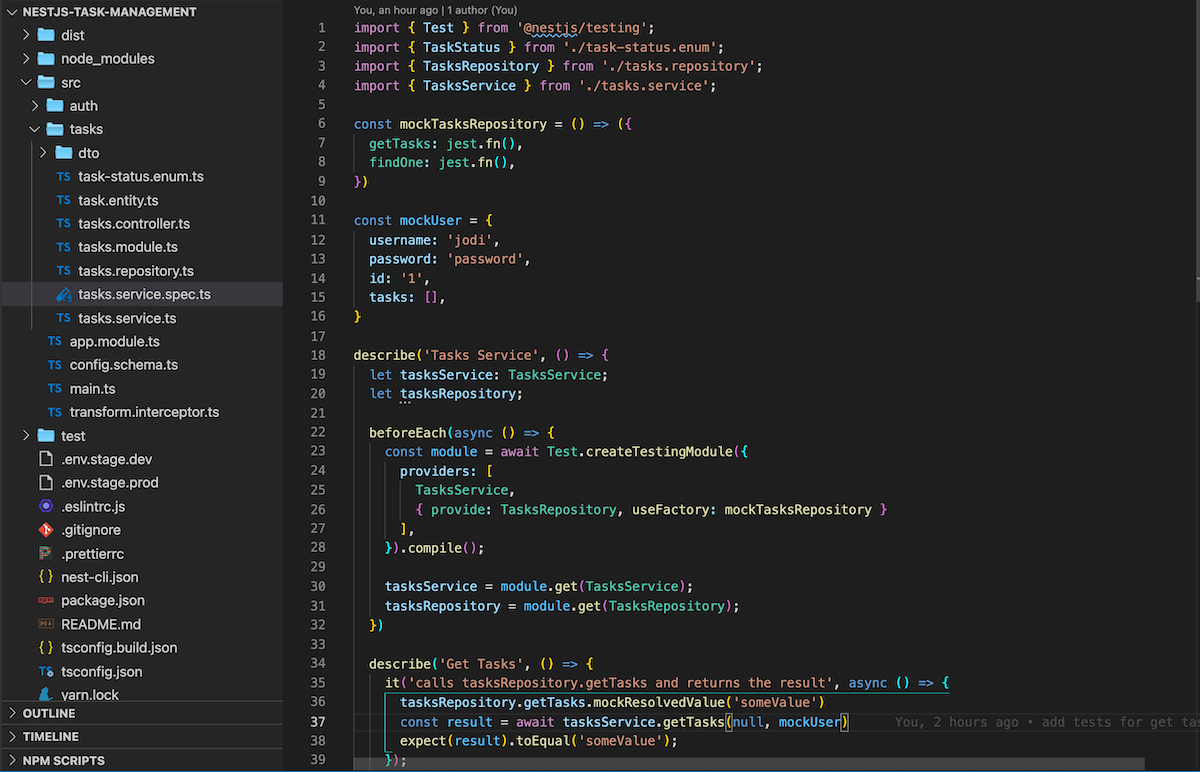 NESTJS-TASK-MANAGEMENT
dist
node_modules
src
auth
tasks
dto
TS task-status.enum.ts
TS task.entity.ts
TS tasks.controller.ts
TS tasks.module.ts
TS tasks.repository.ts
tasks.service.spec.ts
TS tasks.service.ts
TS app.module.ts
TS config.schema.ts
TS main.ts
TS transform.interceptor.ts
test
.env.stage.dev
.env.stage.prod
.eslintrc.js
.gitignore
.prettierrc
{} nest-cli.json
package.json
README.md
{} tsconfig.build.json
TS tsconfig.json
yarn.lock
OUTLINE
TIMELINE
NPM SCRIPTS
You, an hour ago | 1 author (You)
1 import { Test } from '@nestjs/testing';
2 import { TaskStatus } from './task-status.enum';
3 import { TasksRepository } from './tasks.repository';
4 import { TasksService } from './tasks.service';
5
6 const mockTasksRepository = () => ({
7 getTasks: jest.fn(),
8 findOne: jest.fn(),
9 })
10
11 const mockUser = {
12 username: 'jodi',
13 password: 'password',
14 id: '1',
15 tasks: [],
16 }
17
18 describe('Tasks Service', () => {
19 let tasksService: TasksService;
20 let tasksRepository;
21
22 beforeEach(async () => {
23 const module = await Test.createTestingModule({
24 providers: [
25 TasksService,
26 { provide: TasksRepository, useFactory: mockTasksRepository }
27 ],
28 }).compile();
29
30 tasksService = module.get(TasksService);
31 tasksRepository = module.get(TasksRepository);
32 })
33
34 describe('Get Tasks', () => {
35 it('calls tasksRepository.getTasks and returns the result', async () => {
36 tasksRepository.getTasks.mockResolvedValue('someValue')
37 const result = await tasksService.getTasks(null, mockUser) You, 2 hours ago • add tests for get tas
38 expect(result).toEqual('someValue');
39 });